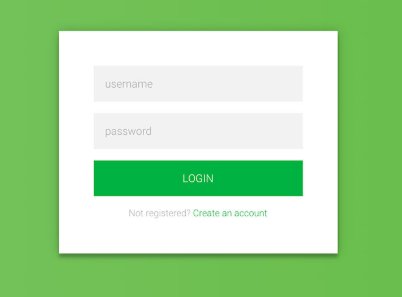 username
password
LOGIN
Not registered? Create an account